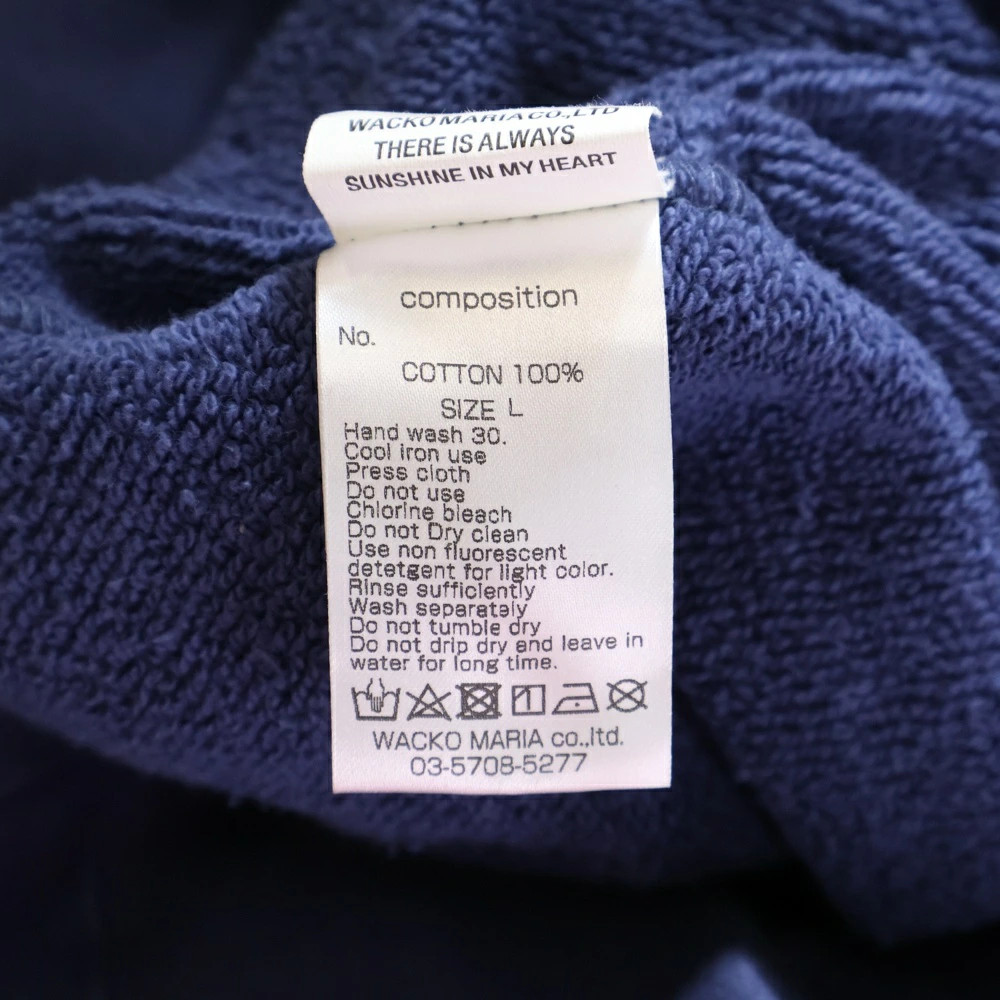 WACKO MARIA CO.,LTD
THERE IS ALWAYS
SUNSHINE IN MY HEART
composition
No.
COTTON 100%
SIZE L
Hand wash 30.
Cool iron use
Press cloth
Do not use
Chlorine bleach
Do not Dry clean
Use non fluorescent
detetgent for light color.
Rinse sufficiently
Wash separately
Do not tumble dry
Do not drip dry and leave in
water for long time.
WACKO MARIA co.,ltd.
03-5708-5277